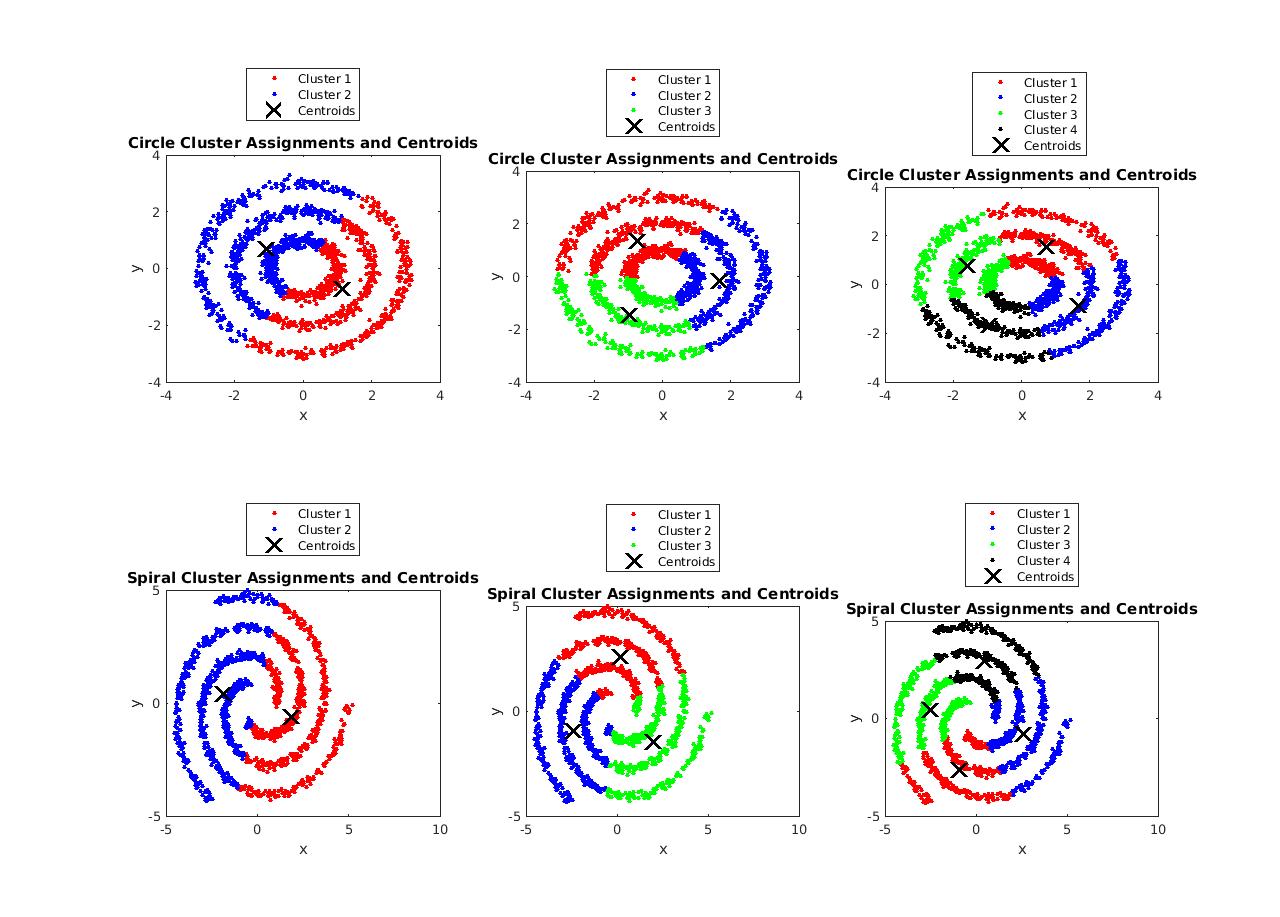 Cluster 1
Cluster 2
Centroids
Circle Cluster Assignments and Centroids
4
2
0
-2
-4
y
-4 -2 0 2 4
x
Cluster 1
Cluster 2
Cluster 3
Centroids
Circle Cluster Assignments and Centroids
4
2
0
-2
-4
y
-4 -2 0 2 4
x
Cluster 1
Cluster 2
Cluster 3
Cluster 4
Centroids
Circle Cluster Assignments and Centroids
4
2
0
-2
-4
y
-4 -2 0 2 4
x
Cluster 1
Cluster 2
Centroids
Spiral Cluster Assignments and Centroids
5
0
-5
y
-5 0 5 10
x
Cluster 1
Cluster 2
Cluster 3
Centroids
Spiral Cluster Assignments and Centroids
5
0
-5
y
-5 0 5 10
x
Cluster 1
Cluster 2
Cluster 3
Cluster 4
Centroids
Spiral Cluster Assignments and Centroids
5
0
-5
y
-5 0 5 10
x